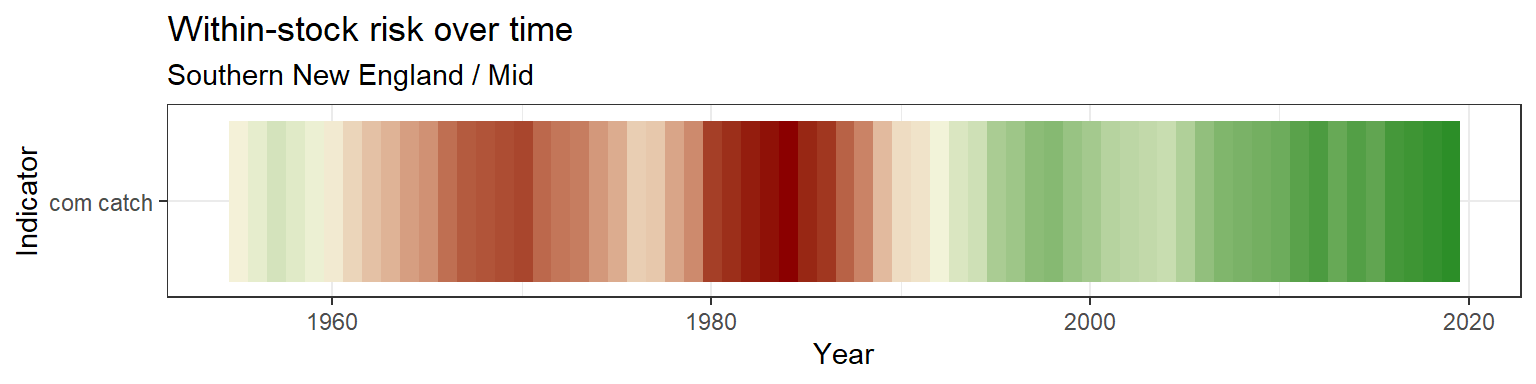 Within-stock risk over time
Southern New England / Mid
Indicator
com catch
1960 1980 2000 2020
Year